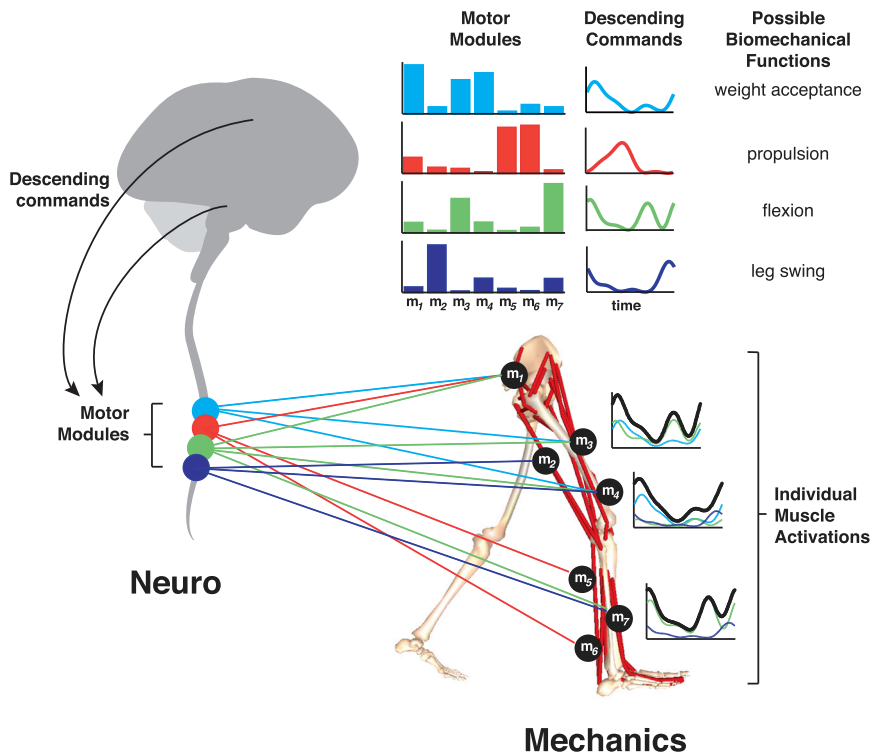 Motor
Modules
Descending
Commands
Possible
Biomechanical
Functions
weight acceptance
propulsion
flexion
leg swing
m1 m2 m3 m4 m5 m6 m7
time
Descending
commands
Motor
Modules
m1
m3
m2
m4
m5
m7
m6
Individual
Muscle
Activations
Neuro
Mechanics